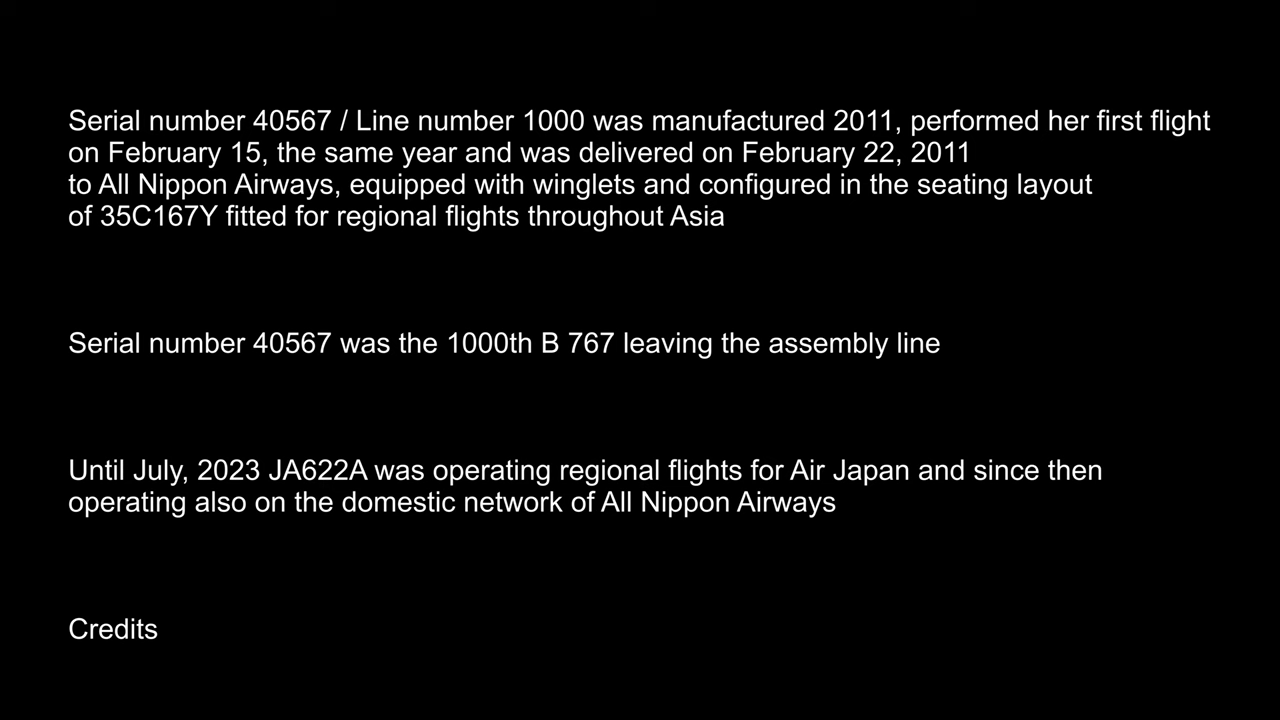 Serial number 40567 / Line number 1000 was manufactured 2011, performed her first flight
on February 15, the same year and was delivered on February 22, 2011
to All Nippon Airways, equipped with winglets and configured in the seating layout
of 35C167Y fitted for regional flights throughout Asia
Serial number 40567 was the 1000th B 767 leaving the assembly line
Until July, 2023 JA622A was operating regional flights for Air Japan and since then
operating also on the domestic network of All Nippon Airways
Credits